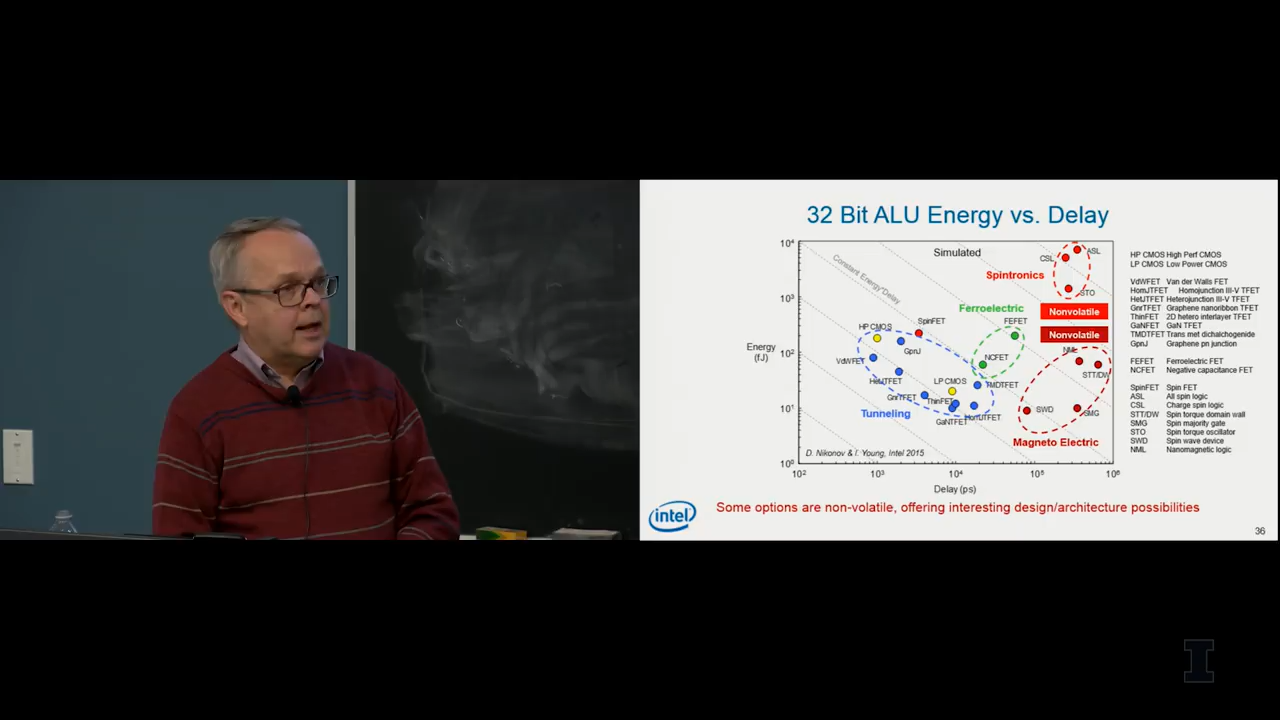 32 Bit ALU Energy vs. Delay
Simulated
Constant Energy*Delay
Spintronics
CSL
ASL
STO
Nonvolatile
Nonvolatile
Ferroelectric
FEFET
NCFET
HP CMOS
SpinFET
GpnJ
VdWFET
HetJTFET
LP CMOS
TMDTFET
GnrTFET
ThinFET
HomJTFET
GaNTFET
Tunneling
NML
STT/DW
SWD
SMG
Magneto Electric
D. Nikonov & I. Young, Intel 2015
Energy
(fJ)
10⁴
10³
10²
10¹
10⁰
10² 10³ 10⁴ 10⁵ 10⁶
Delay (ps)
HP CMOS High Perf CMOS
LP CMOS Low Power CMOS
VdWFET Van der Walls FET
HomJTFET Homojunction III-V TFET
HetJTFET Heterojunction III-V TFET
GnrTFET Graphene nanoribbon TFET
ThinFET 2D hetero interlayer TFET
GaNFET GaN TFET
TMDTFET Trans met dichalchogenide
GpnJ Graphene pn junction
FEFET Ferroelectric FET
NCFET Negative capacitance FET
SpinFET Spin FET
ASL All spin logic
CSL Charge spin logic
STT/DW Spin torque domain wall
SMG Spin majority gate
STO Spin torque oscillator
SWD Spin wave device
NML Nanomagnetic logic
intel
Some options are non-volatile, offering interesting design/architecture possibilities
36
I